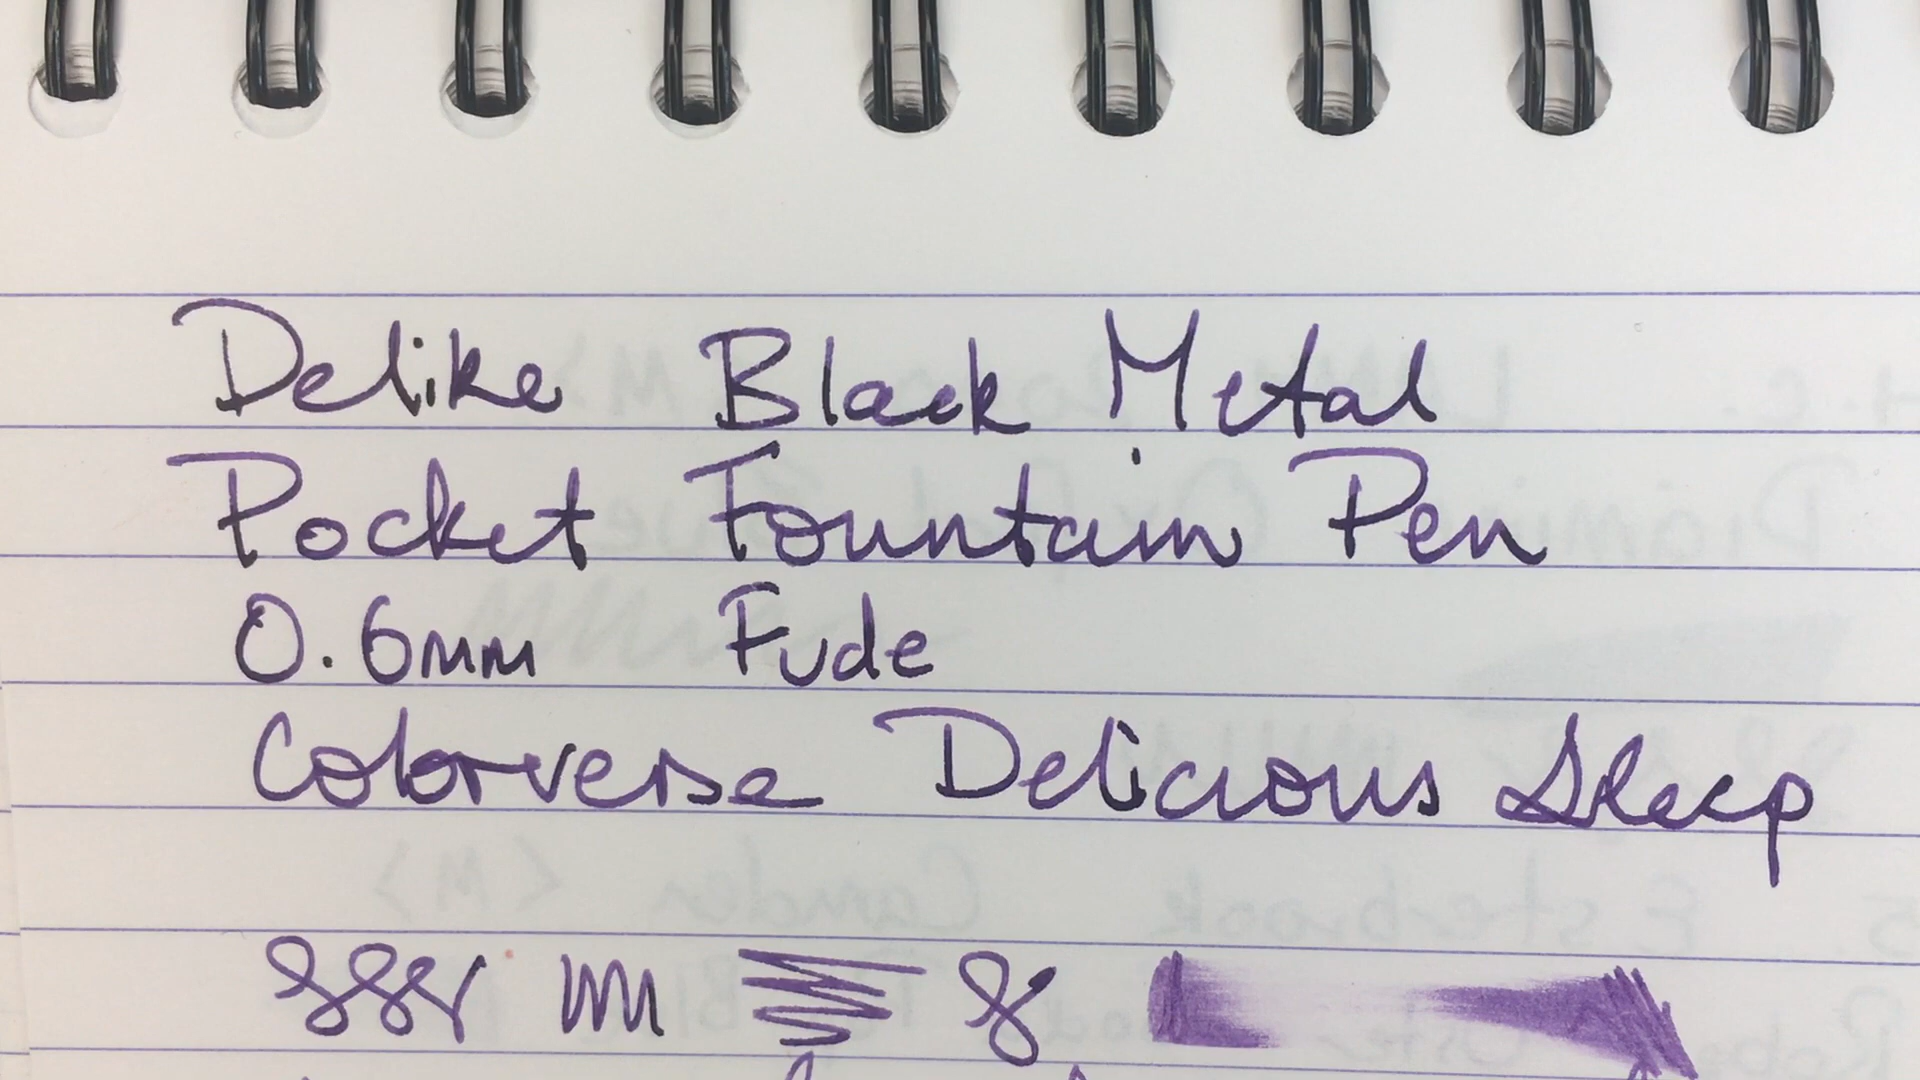 Delike Black Metal
Pocket Fountain Pen
0.6mm Fude
Colorverse Delicious Sleep